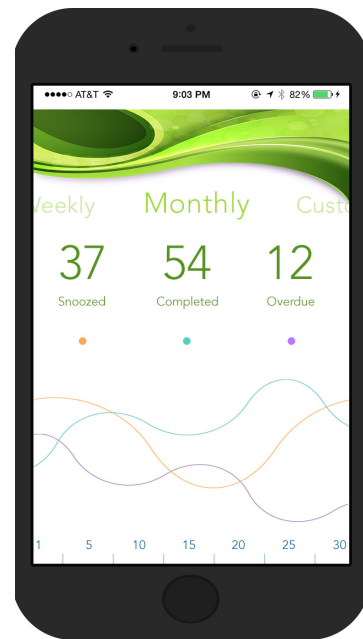 AT&T 9:03 PM 82%
Weekly Monthly Custo
37 54 12
Snoozed Completed Overdue
1 5 10 15 20 25 30